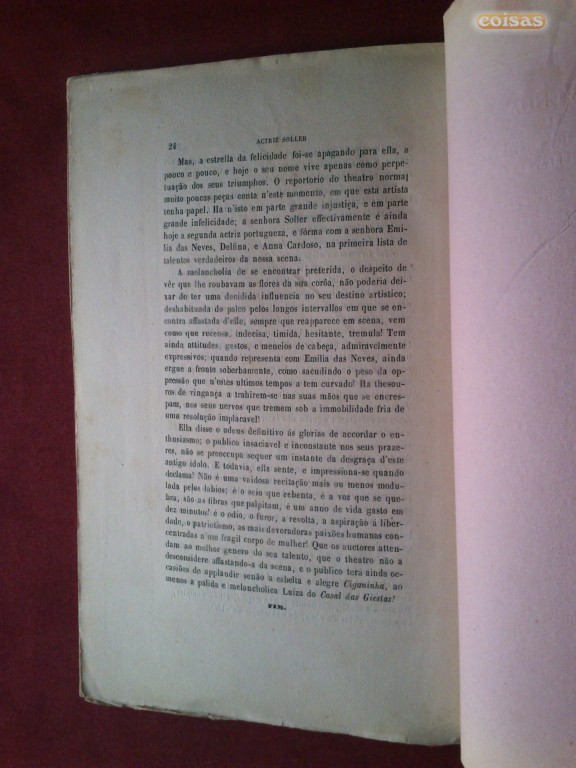 coisas
24
ACTRIZ SOLLER
Mas, a estrella da felicidade foi-se apagando para ella, a
pouco e pouco, e hoje o seu nome vive apenas como perpe-
tuação dos seus triumphos. O reportorio do theatro normal
muito poucas peças conta n'este momento, em que esta artista
tenha papel. Ha n'isto em parte grande injustiça, e em parte
grande infelicidade; a senhora Soller effectivamente é ainda
hoje a segunda actriz portugueza, e fórma com a senhora Emi-
lia das Neves, Delfina, e Anna Cardoso, na primeira lista de
talentos verdadeiros da nossa scena.
A melancholia de se encontrar preterida, o despeito de
vêr que lhe roubavam as flores da sua corôa, não poderia dei-
xar de ter uma decidida influencia no seu destino artistico;
deshabituada do palco pelos longos intervallos em que se en-
contra affastada d'elle, sempre que reapparece em scena, vem
como que receosa, indecisa, timida, hesitante, tremula! Tem
ainda attitudes, gestos, e meneios de cabeça, admiravelmente
expressivos; quando representa com Emilia das Neves, ainda
ergue a fronte soberbamente, como sacudindo o peso da op-
pressão que n'estes ultimos tempos a tem curvado! Ha thesou-
ros de vingança a trahirem-se nas suas mãos que se encres-
pam, nos seus nervos que tremem sob a immobilidade fria de
uma resolução implacavel!
Ella disse o adeus definitivo ás glorias de accordar o en-
thusiasmo; o publico insaciavel e inconstante nos seus praze-
res, não se preoccupa sequer um instante da desgraça d'este
antigo idolo. E todavia, ella sente, e impressiona-se quando
declama! Não é uma vaidosa recitação mais ou menos modu-
lada pelos labios; é o seio que rebenta, é a voz que se que-
bra, são as fibras que palpitam, é um anno de vida gasto em
dez minutos! é o odio, o furor, a revolta, a aspiração á liber-
dade, o patriotismo, as mais devoradoras paixões humanas con-
centradas n'um fragil corpo de mulher! Que os auctores atten-
dam ao melhor genero do seu talento, que o theatro não a
desconsidere affastando-a da scena, e o publico terá ainda oc-
casiões de applaudir senão a esbelta e alegre Ciganinha, ao
menos a pallida e melancholica Luiza do Casal das Giestas!
FIM.